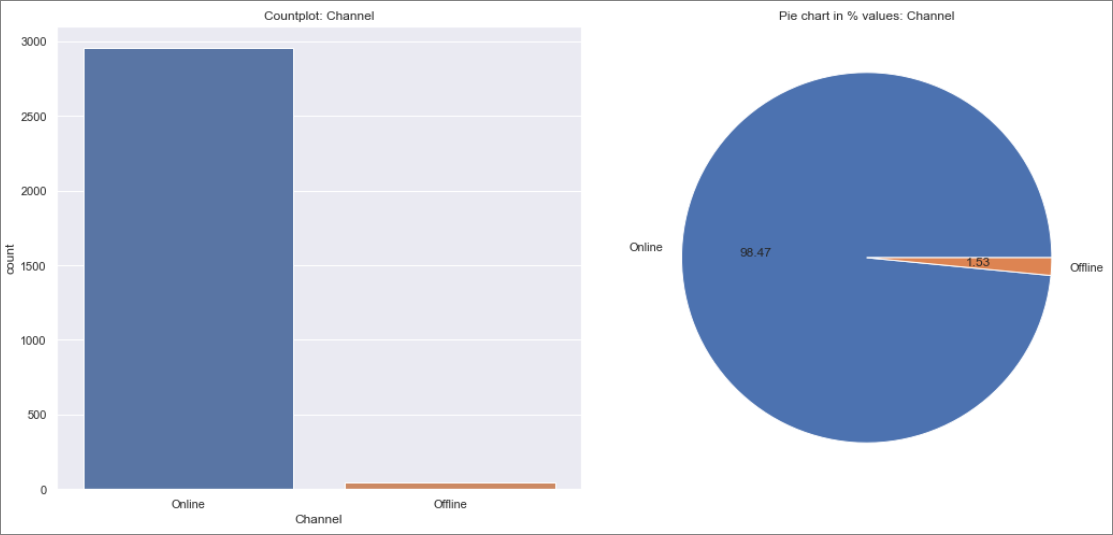 Countplot: Channel
3000
2500
2000
1500
1000
500
0
count
Online
Offline
Channel
Pie chart in % values: Channel
Online
98.47
1.53
Offline